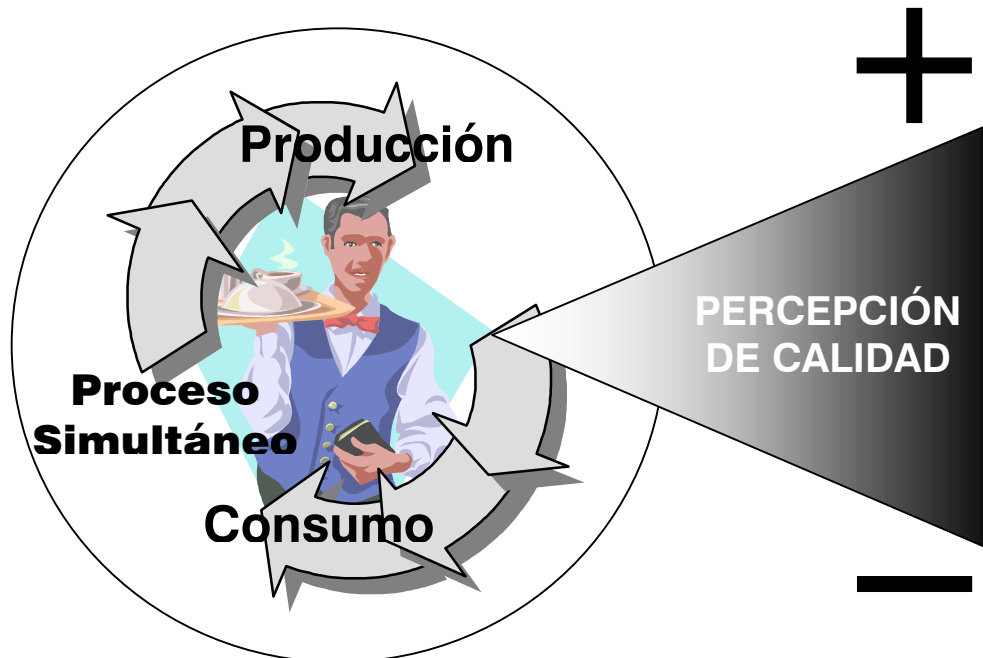 +
Producción
PERCEPCIÓN
DE CALIDAD
Proceso
Simultáneo
Consumo
−